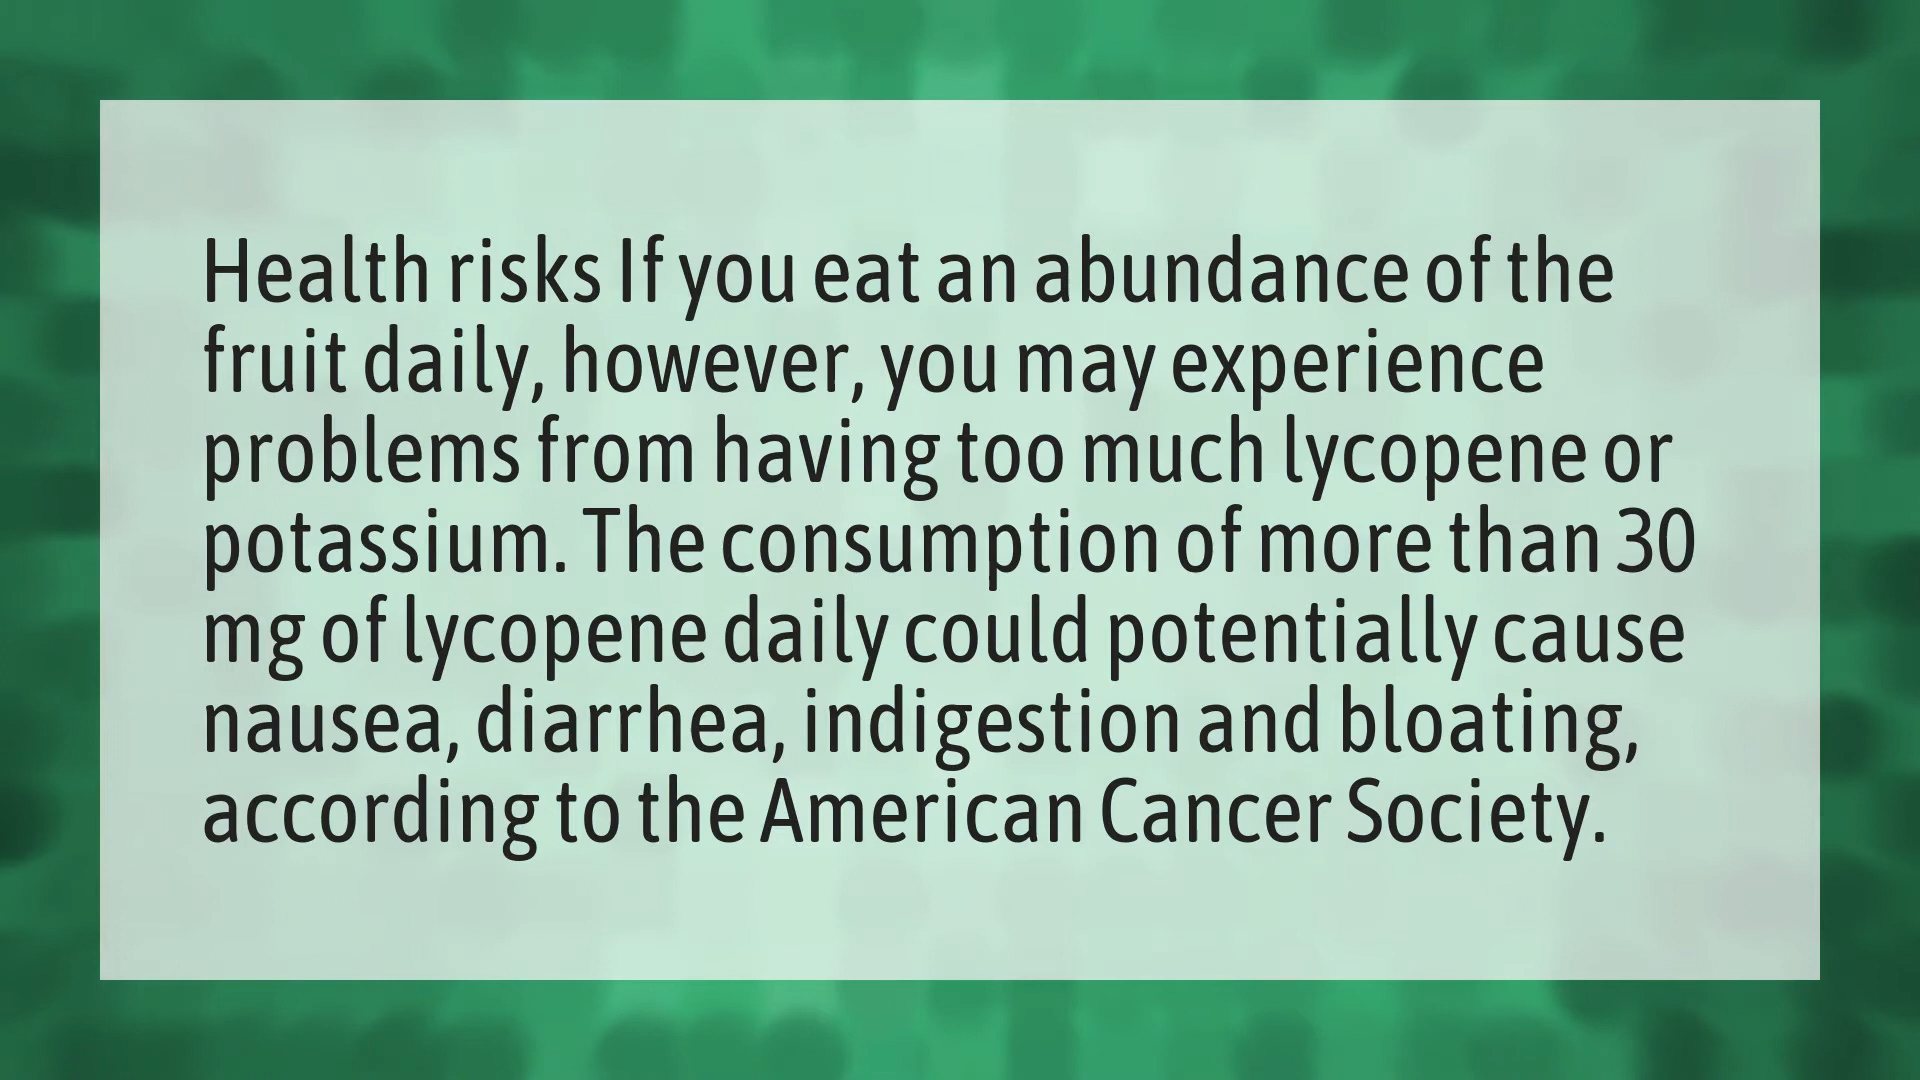 Health risks If you eat an abundance of the
fruit daily, however, you may experience
problems from having too much lycopene or
potassium. The consumption of more than 30
mg of lycopene daily could potentially cause
nausea, diarrhea, indigestion and bloating,
according to the American Cancer Society.